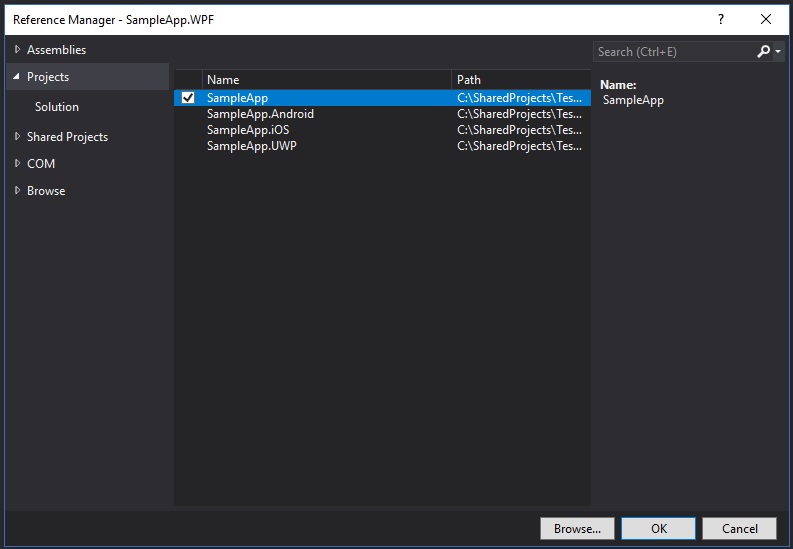 Reference Manager - SampleApp.WPF
?
Assemblies
Projects
Solution
Shared Projects
COM
Browse
Name Path
SampleApp C:\SharedProjects\Tes...
SampleApp.Android C:\SharedProjects\Tes...
SampleApp.iOS C:\SharedProjects\Tes...
SampleApp.UWP C:\SharedProjects\Tes...
Search (Ctrl+E)
Name:
SampleApp
Browse... OK Cancel